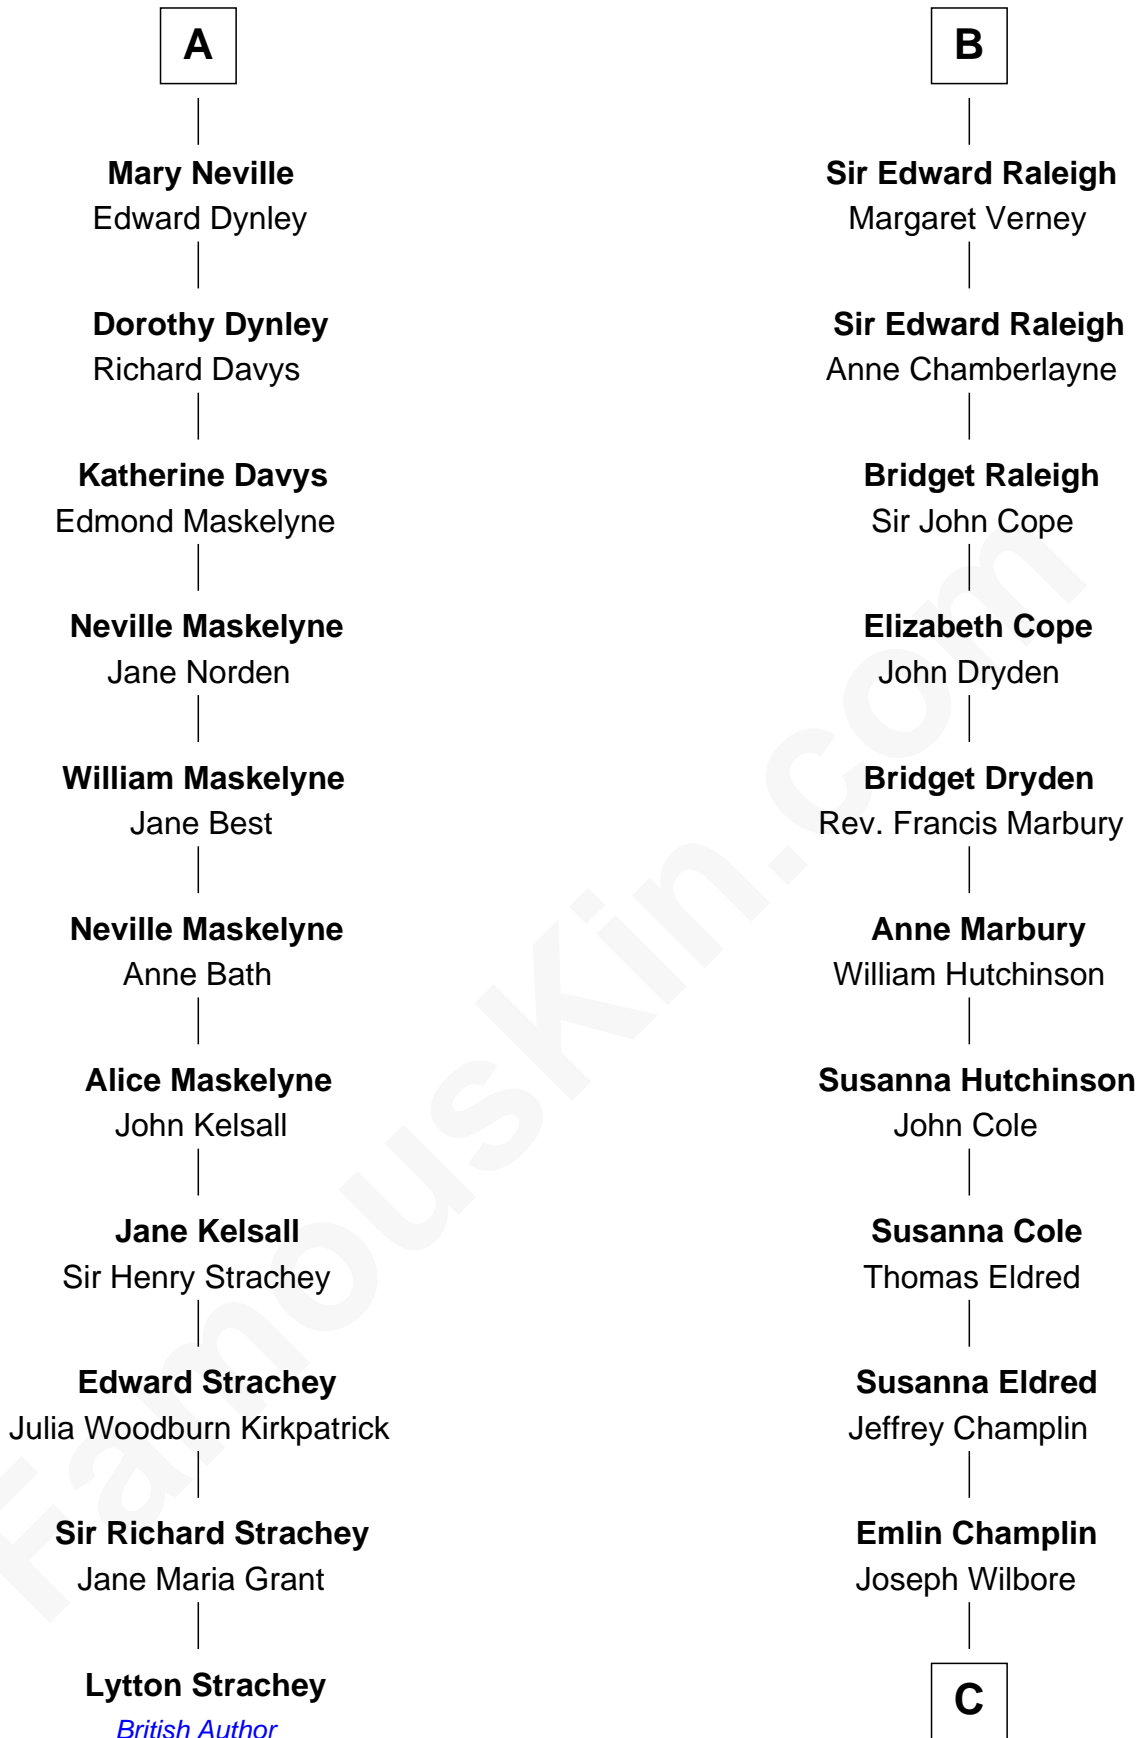 A
Mary Neville
Edward Dynley
Dorothy Dynley
Richard Davys
Katherine Davys
Edmond Maskelyne
Neville Maskelyne
Jane Norden
William Maskelyne
Jane Best
Neville Maskelyne
Anne Bath
Alice Maskelyne
John Kelsall
Jane Kelsall
Sir Henry Strachey
Edward Strachey
Julia Woodburn Kirkpatrick
Sir Richard Strachey
Jane Maria Grant
Lytton Strachey
British Author
B
Sir Edward Raleigh
Margaret Verney
Sir Edward Raleigh
Anne Chamberlayne
Bridget Raleigh
Sir John Cope
Elizabeth Cope
John Dryden
Bridget Dryden
Rev. Francis Marbury
Anne Marbury
William Hutchinson
Susanna Hutchinson
John Cole
Susanna Cole
Thomas Eldred
Susanna Eldred
Jeffrey Champlin
Emlin Champlin
Joseph Wilbore
C
FamousKin.com